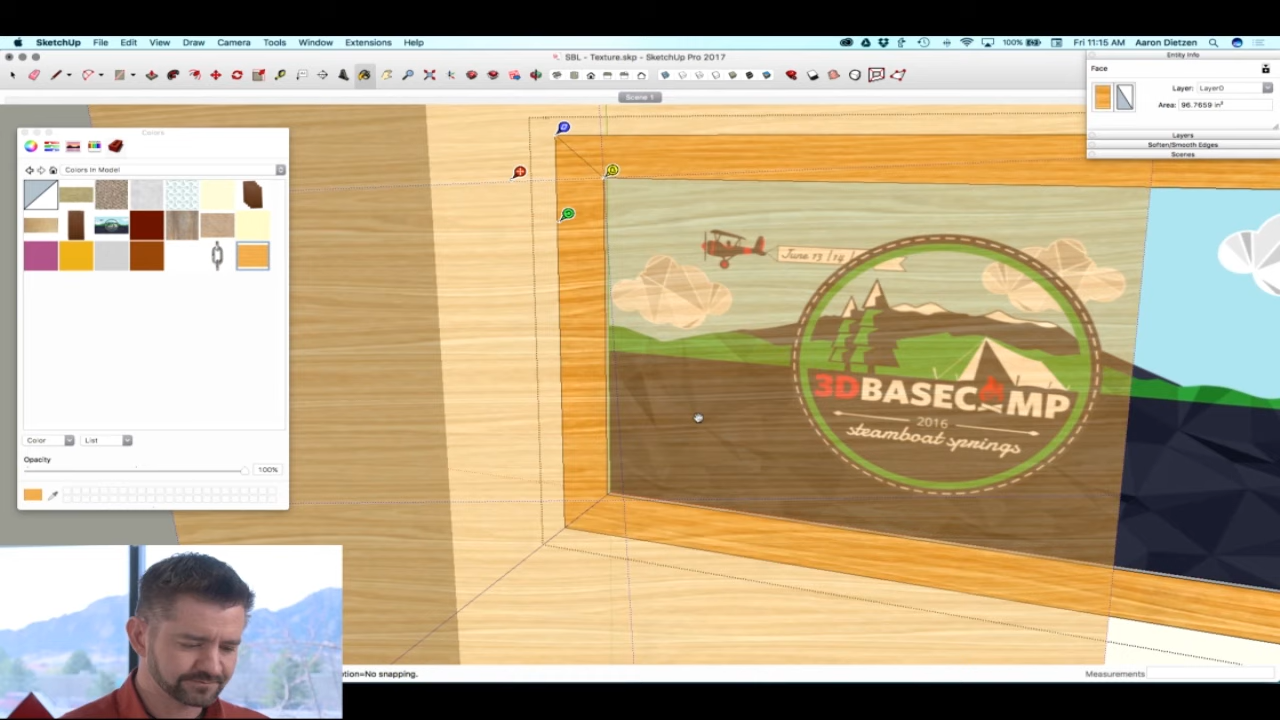 SketchUp File Edit View Draw Camera Tools Window Extensions Help
100% Fri 11:15 AM Aaron Dietzen
SBL - Texture.skp - SketchUp Pro 2017
Entity Info
Face
Layer: Layer0
Area: 96.7659 in²
Layers
Soften/Smooth Edges
Scenes
Scene 1
Colors
Colors In Model
Color List
Opacity
100%
June 13 / 14
3DBASECAMP
2016
steamboat springs
tion=No snapping.
Measurements